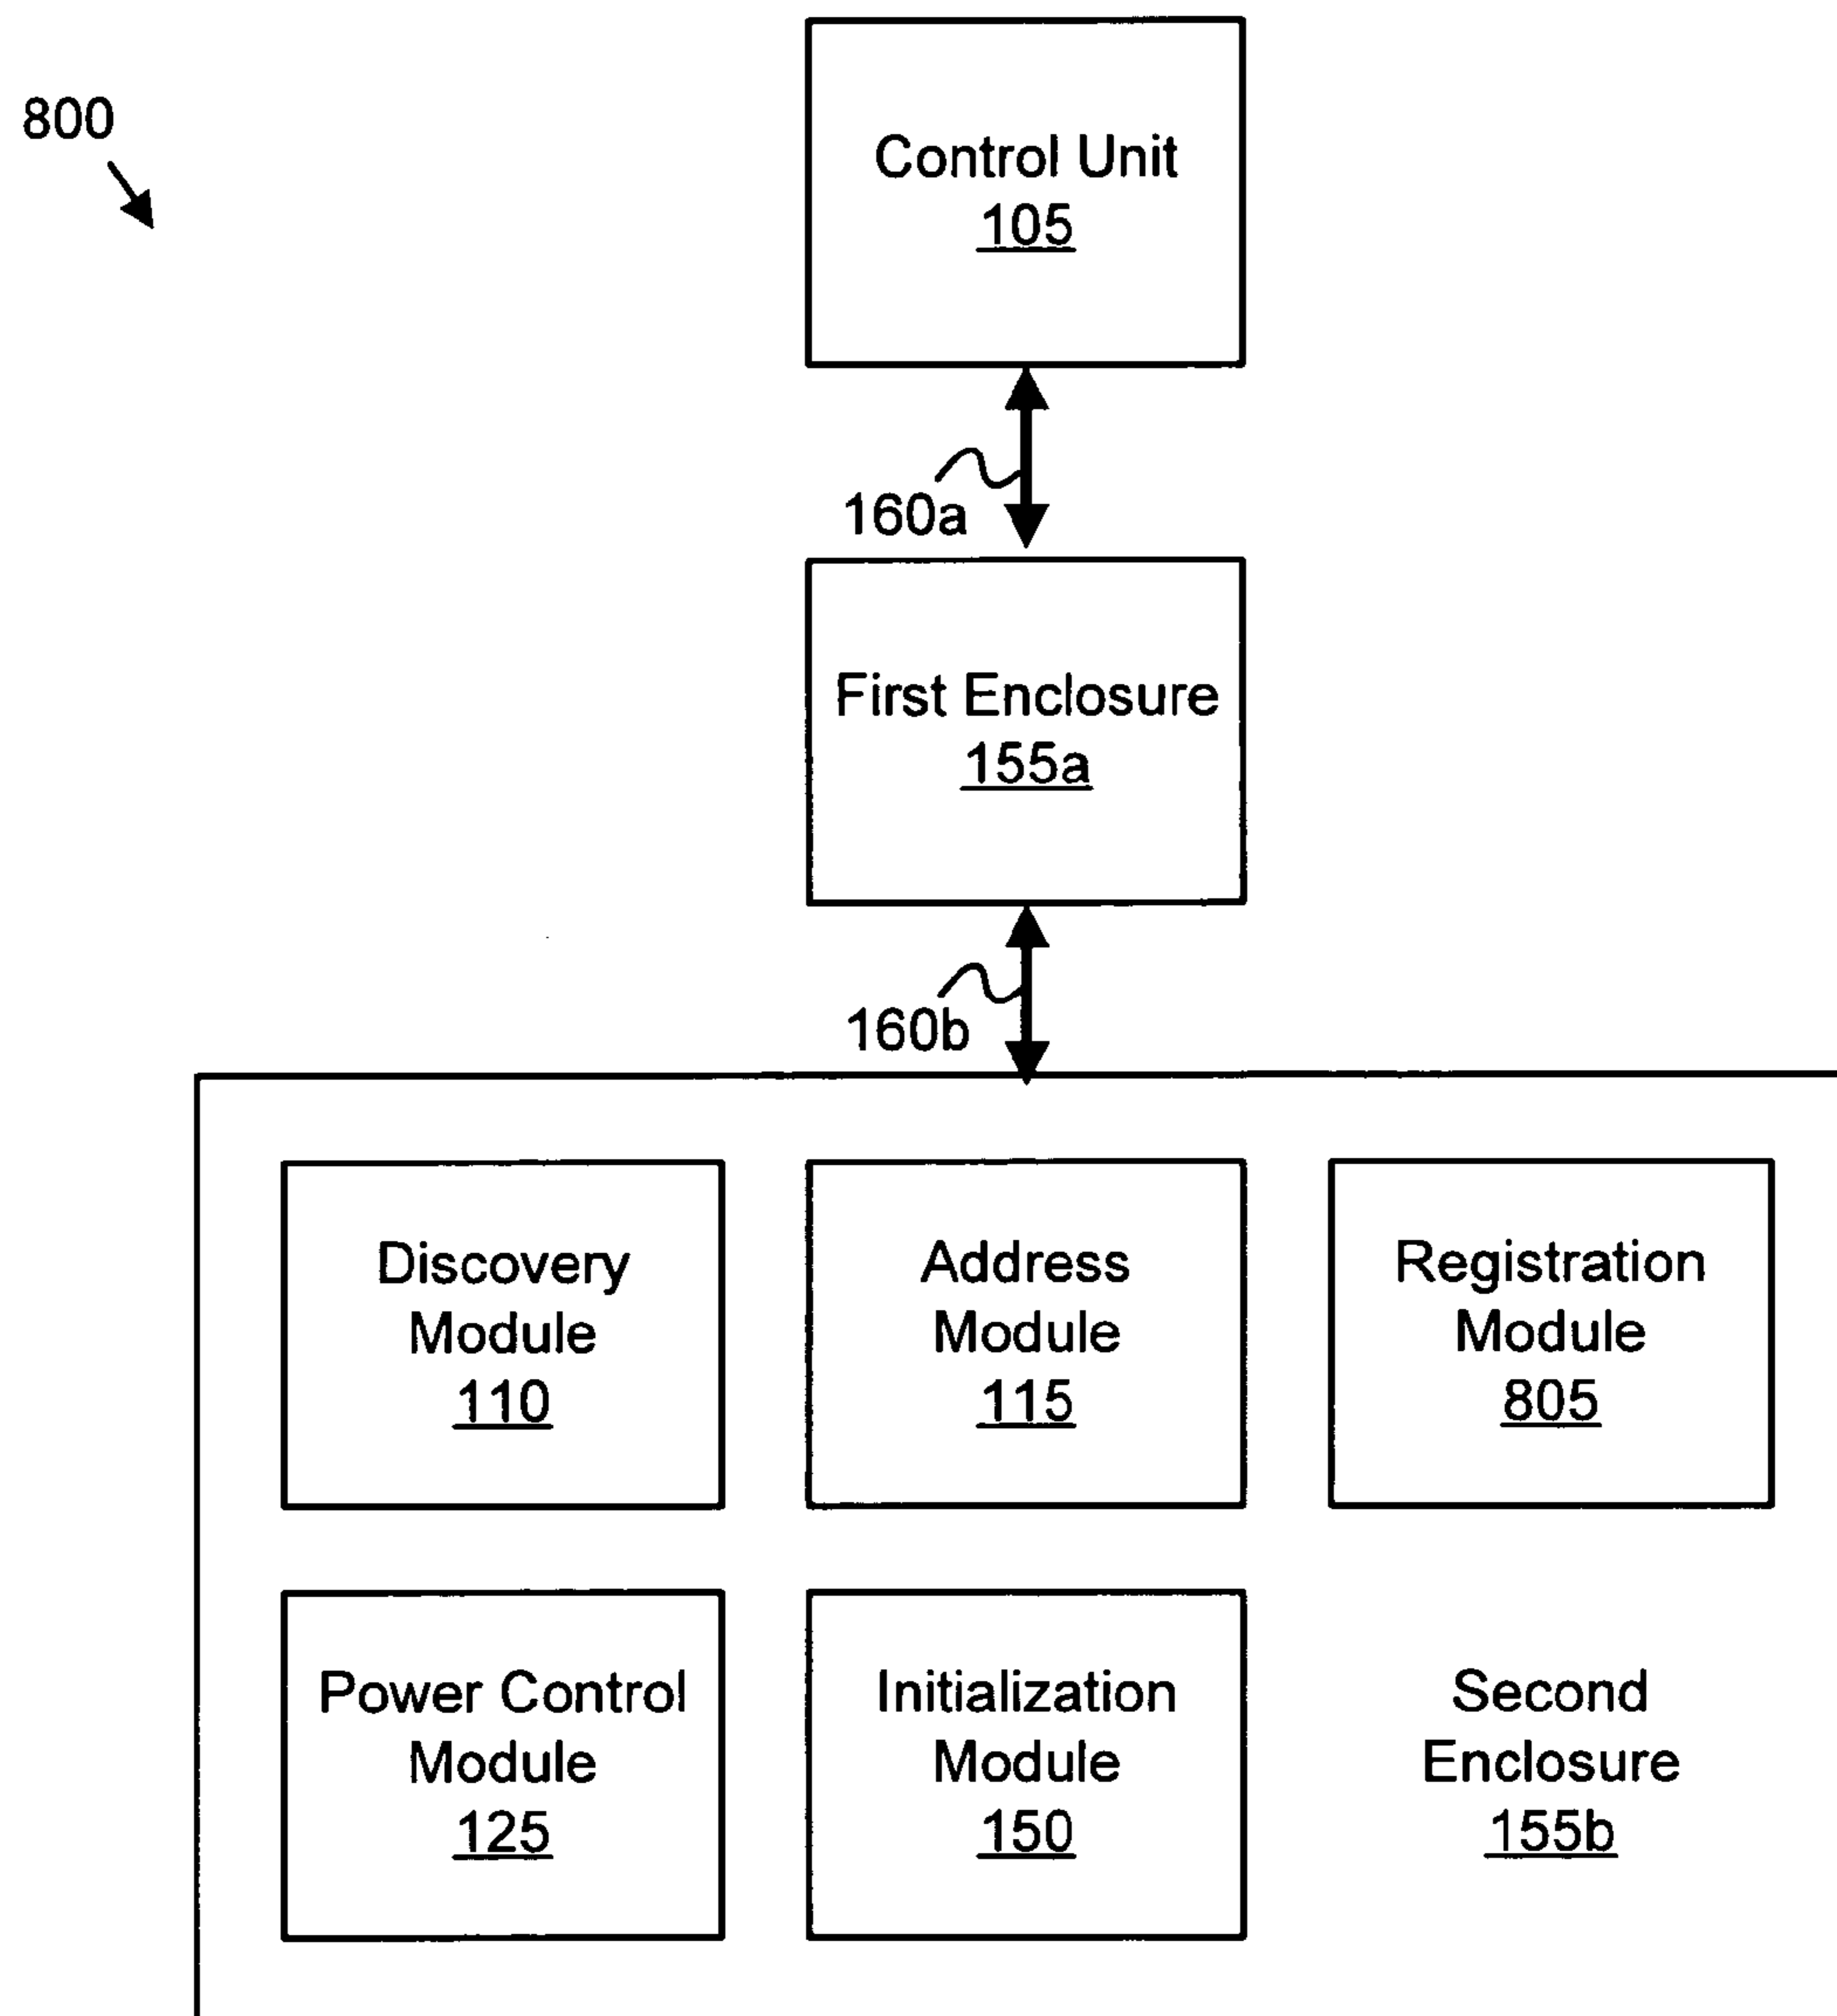 800
Control Unit
105
160a
First Enclosure
155a
160b
Discovery
Module
110
Address
Module
115
Registration
Module
805
Power Control
Module
125
Initialization
Module
150
Second
Enclosure
155b